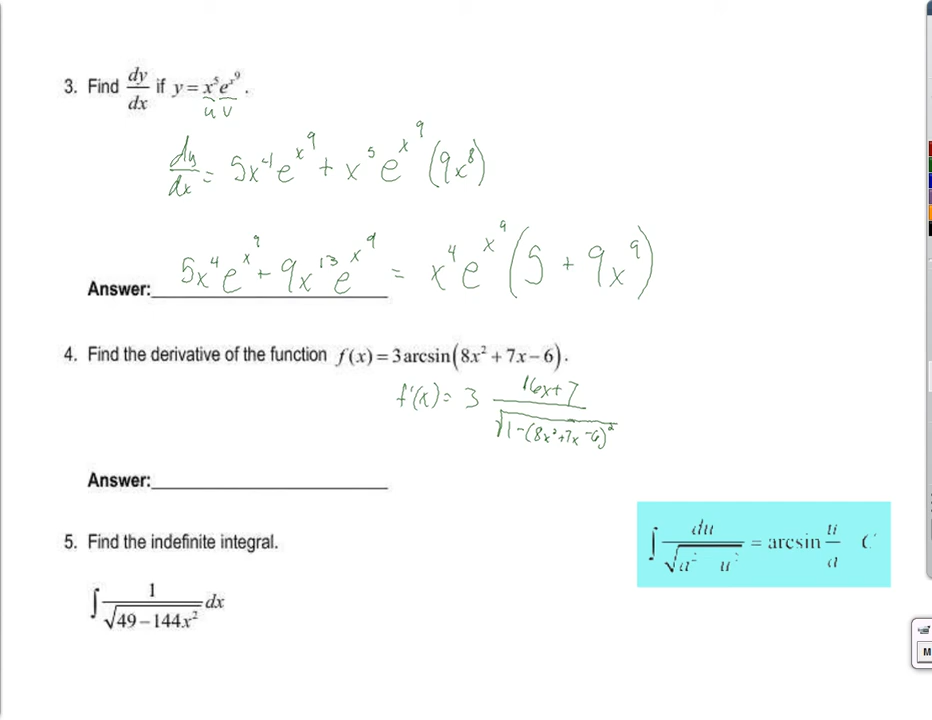 3. Find dy/dx if y = x⁵e^x⁹.
u v
dy/dx = 5x⁴e^x⁹ + x⁵e^x⁹(9x⁸)
5x⁴e^x⁹ + 9x¹³e^x⁹ = x⁴e^x⁹(5 + 9x⁹)
Answer:
4. Find the derivative of the function f(x) = 3 arcsin(8x² + 7x − 6).
f'(x) = 3 (16x+7)/√(1-(8x²+7x-6)²)
Answer:
5. Find the indefinite integral.
∫ du/√(a² u²) = arcsin u/a C
∫ 1/√(49 − 144x²) dx
M